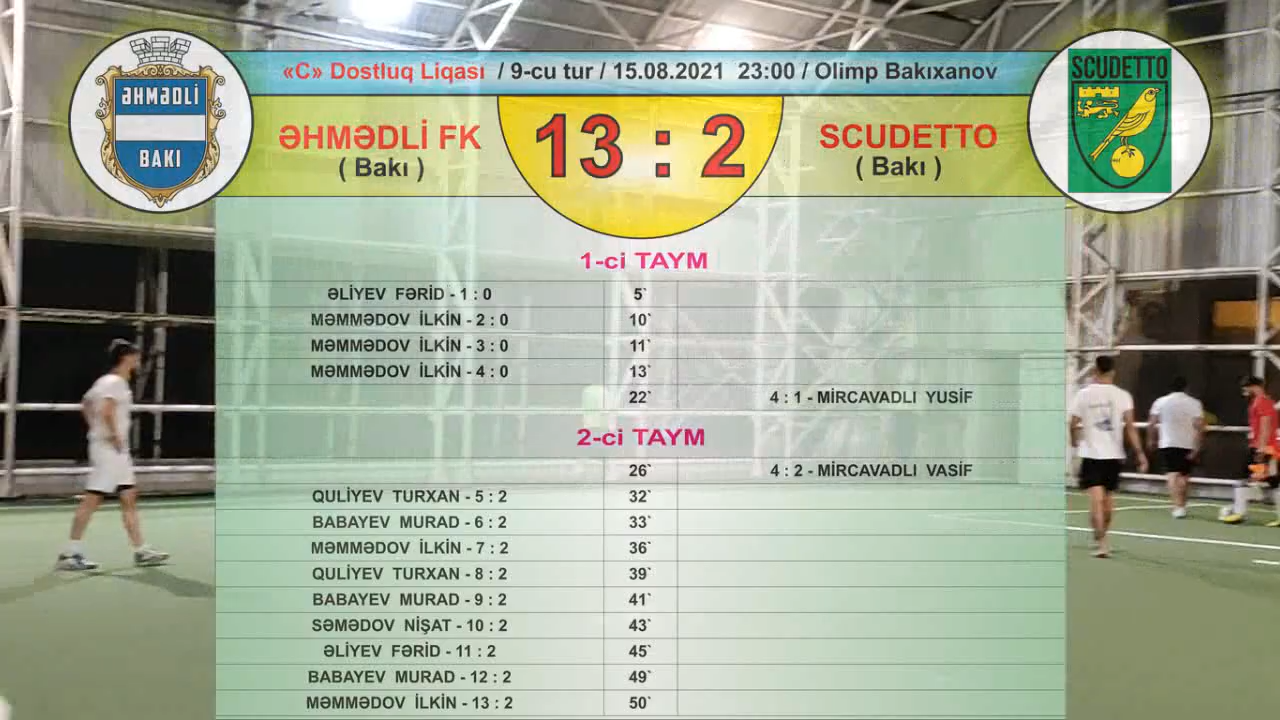 «C» Dostluq Liqası / 9-cu tur / 15.08.2021 23:00 / Olimp Bakıxanov
ƏHMƏDLİ
BAKI
ƏHMƏDLİ FK
( Bakı )
13 : 2
SCUDETTO
( Bakı )
SCUDETTO
1-ci TAYM
ƏLİYEV FƏRİD - 1 : 0 5`
MƏMMƏDOV İLKİN - 2 : 0 10`
MƏMMƏDOV İLKİN - 3 : 0 11`
MƏMMƏDOV İLKİN - 4 : 0 13`
22` 4 : 1 - MİRCAVADLI YUSİF
2-ci TAYM
26` 4 : 2 - MİRCAVADLI VASİF
QULİYEV TURXAN - 5 : 2 32`
BABAYEV MURAD - 6 : 2 33`
MƏMMƏDOV İLKİN - 7 : 2 36`
QULİYEV TURXAN - 8 : 2 39`
BABAYEV MURAD - 9 : 2 41`
SƏMƏDOV NİŞAT - 10 : 2 43`
ƏLİYEV FƏRİD - 11 : 2 45`
BABAYEV MURAD - 12 : 2 49`
MƏMMƏDOV İLKİN - 13 : 2 50`